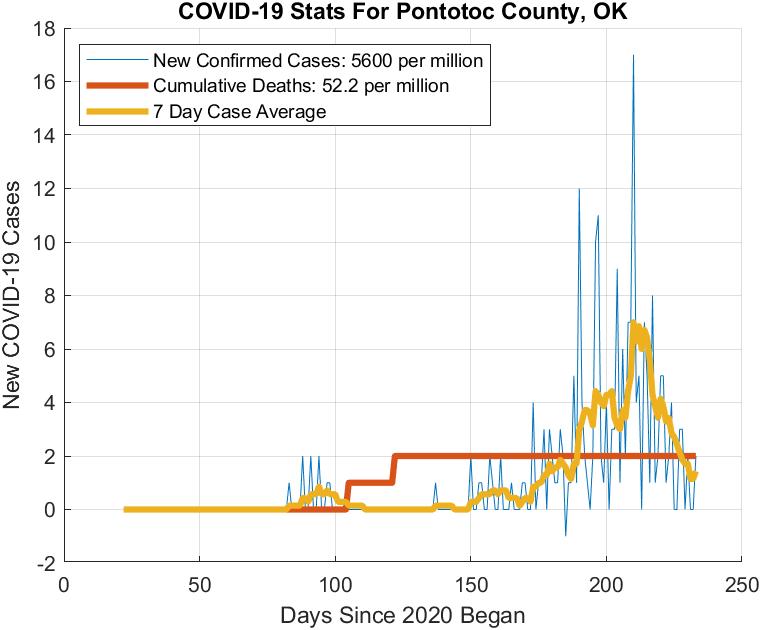 COVID-19 Stats For Pontotoc County, OK
New Confirmed Cases: 5600 per million
Cumulative Deaths: 52.2 per million
7 Day Case Average
18
16
14
12
10
8
6
4
2
0
-2
New COVID-19 Cases
0 50 100 150 200 250
Days Since 2020 Began